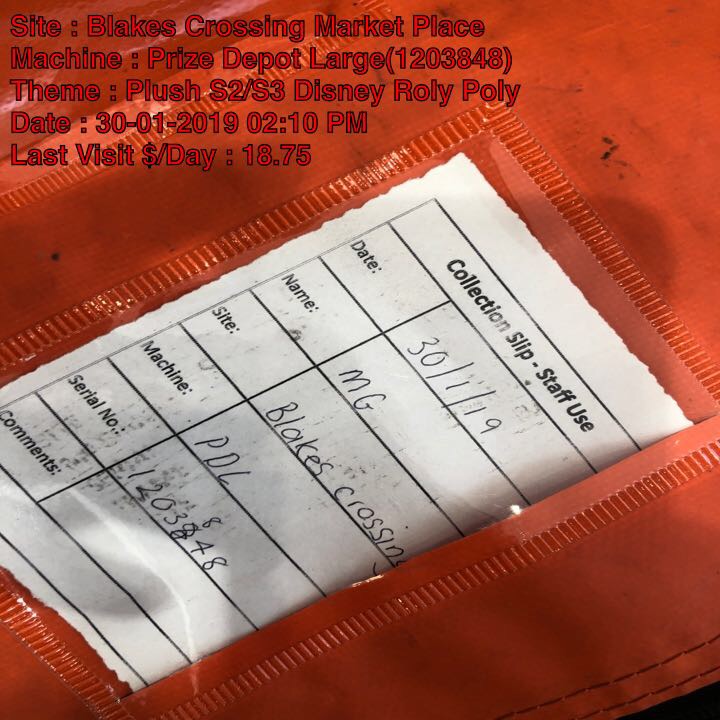 Site : Blakes Crossing Market Place
Machine : Prize Depot Large(1203848)
Theme : Plush S2/S3 Disney Roly Poly
Date : 30-01-2019 02:10 PM
Last Visit $/Day : 18.75
Collection Slip - Staff Use
Date: 30/1/19
Name: MG
Site: Blakes Crossing
Machine: PDL
Serial No.: 1203848
Comments: